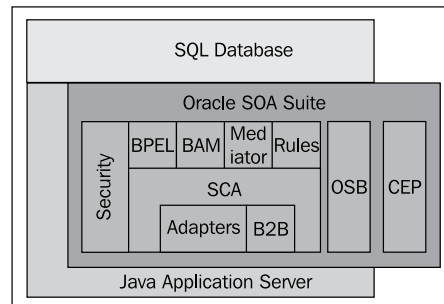 SQL Database
Oracle SOA Suite
Security
BPEL
BAM
Med
iator
Rules
SCA
Adapters
B2B
OSB
CEP
Java Application Server